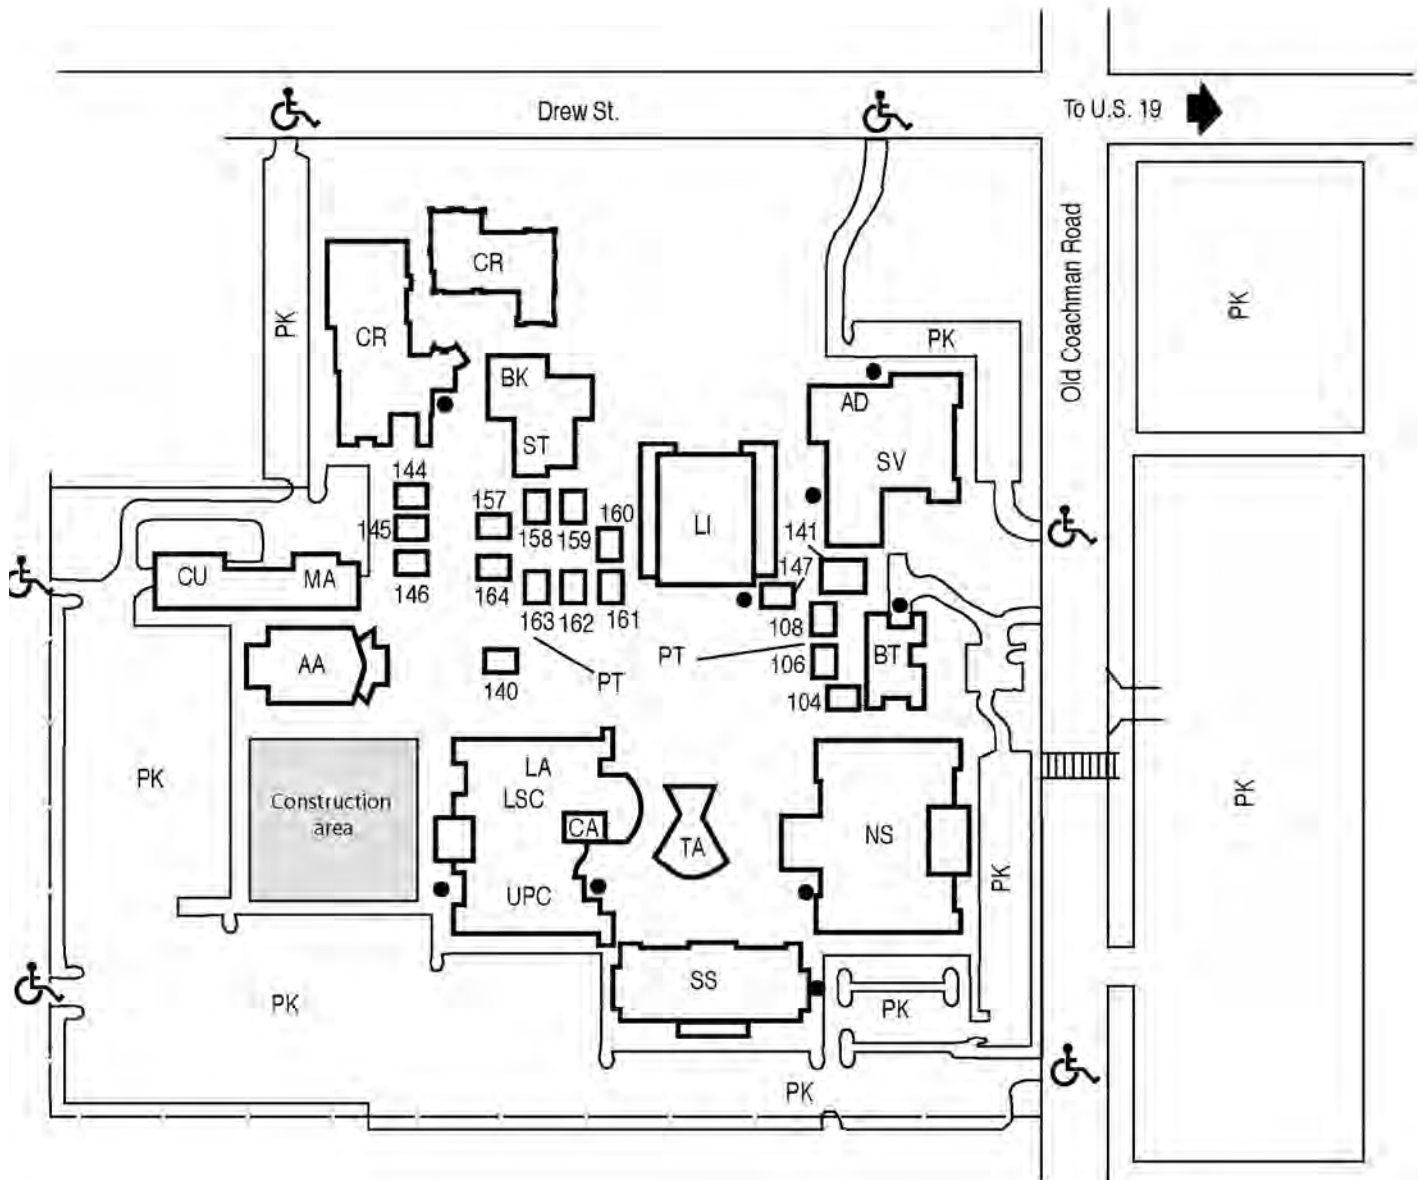 Drew St.
To U.S. 19
Old Coachman Road
PK
PK
CR
CR
PK
BK
ST
AD
SV
LI
144
145
146
157
158
159
160
141
147
CU
MA
164
163
162
161
108
106
104
BT
AA
140
PT
PT
PK
Construction
area
LA
LSC
CA
UPC
TA
NS
PK
PK
SS
PK
PK
PK